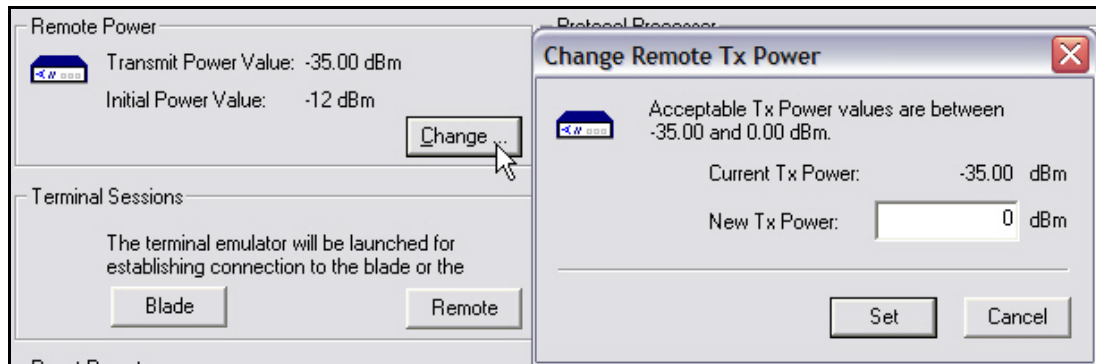 Remote Power
Transmit Power Value: -35.00 dBm
Initial Power Value: -12 dBm
Change ...
Terminal Sessions
The terminal emulator will be launched for
establishing connection to the blade or the
Blade
Remote
Protocol Processor
Change Remote Tx Power
Acceptable Tx Power values are between
-35.00 and 0.00 dBm.
Current Tx Power: -35.00 dBm
New Tx Power: 0 dBm
Set
Cancel